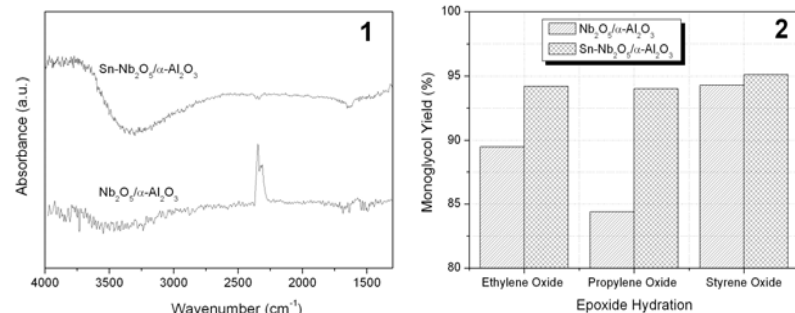 1
Sn-Nb₂O₅/α-Al₂O₃
Nb₂O₅/α-Al₂O₃
Absorbance (a.u.)
4000 3500 3000 2500 2000 1500
Wavenumber (cm⁻¹)
2
Nb₂O₅/α-Al₂O₃
Sn-Nb₂O₅/α-Al₂O₃
Monoglycol Yield (%)
100
95
90
85
80
Ethylene Oxide Propylene Oxide Styrene Oxide
Epoxide Hydration